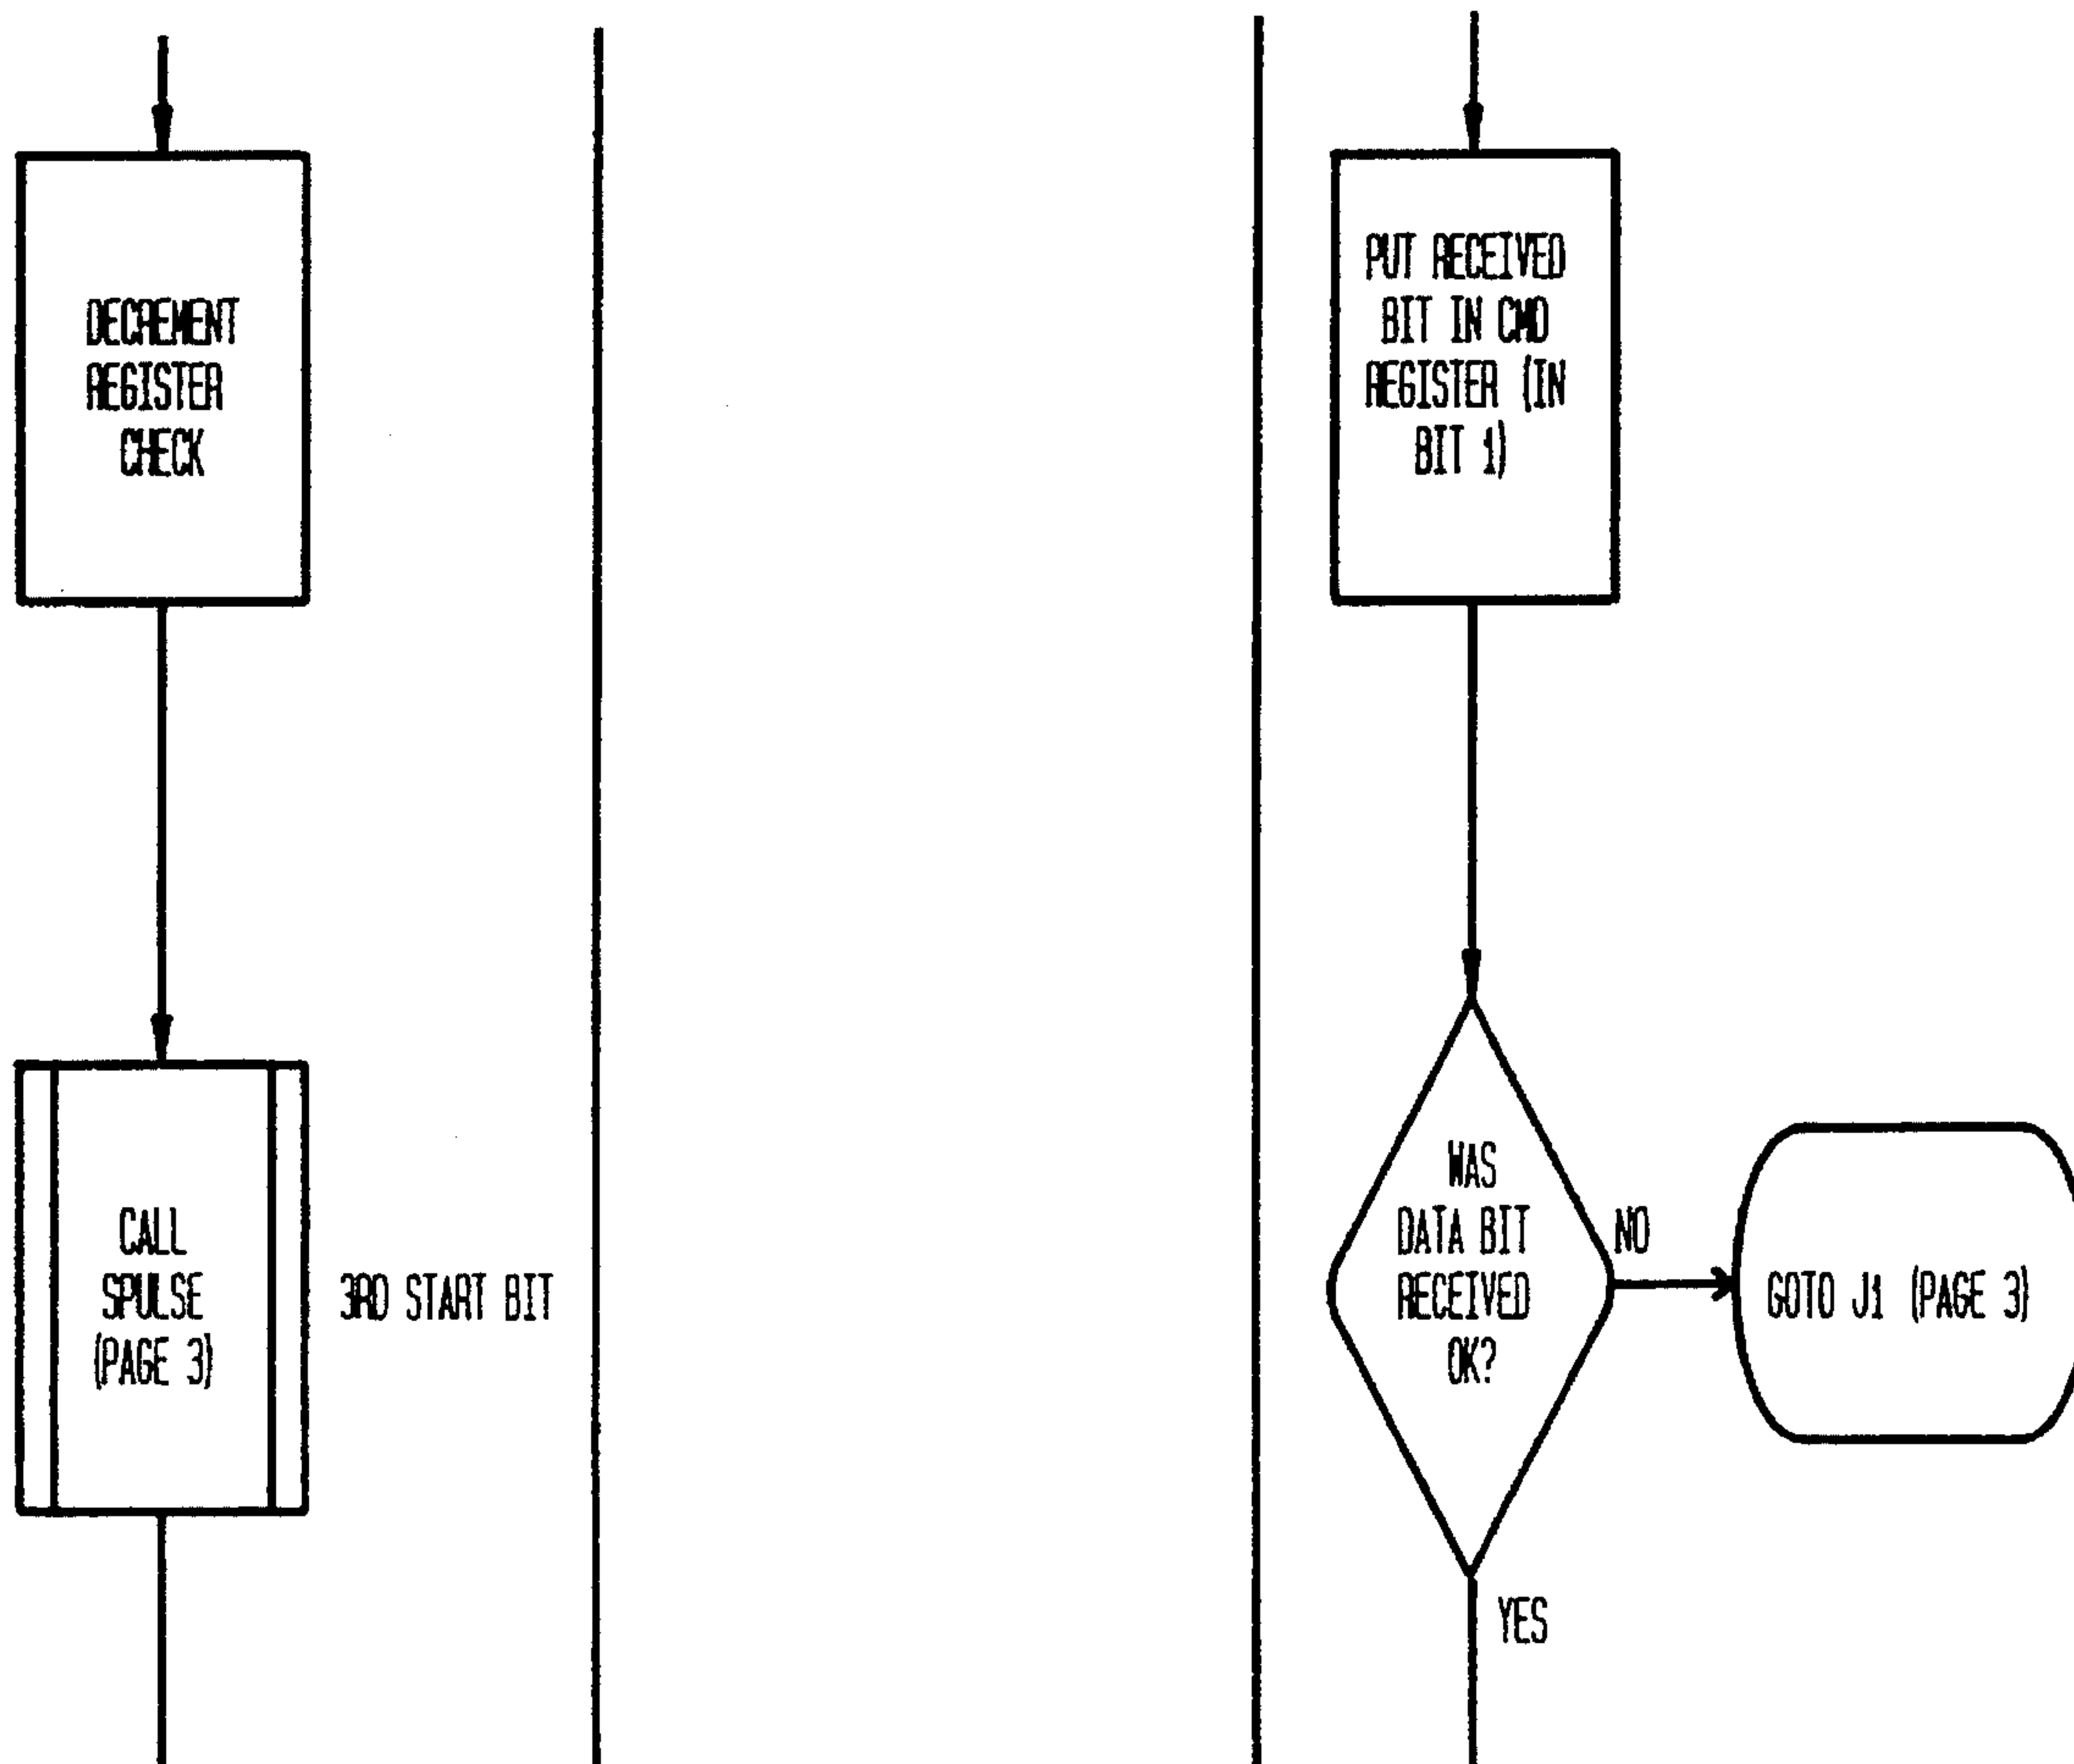 DECREMENT
REGISTER
CHECK
CALL
SPULSE
(PAGE 3)
3RD START BIT
PUT RECEIVED
BIT IN CMD
REGISTER (IN
BIT 1)
WAS
DATA BIT
RECEIVED
OK?
NO
GOTO J1 (PAGE 3)
YES